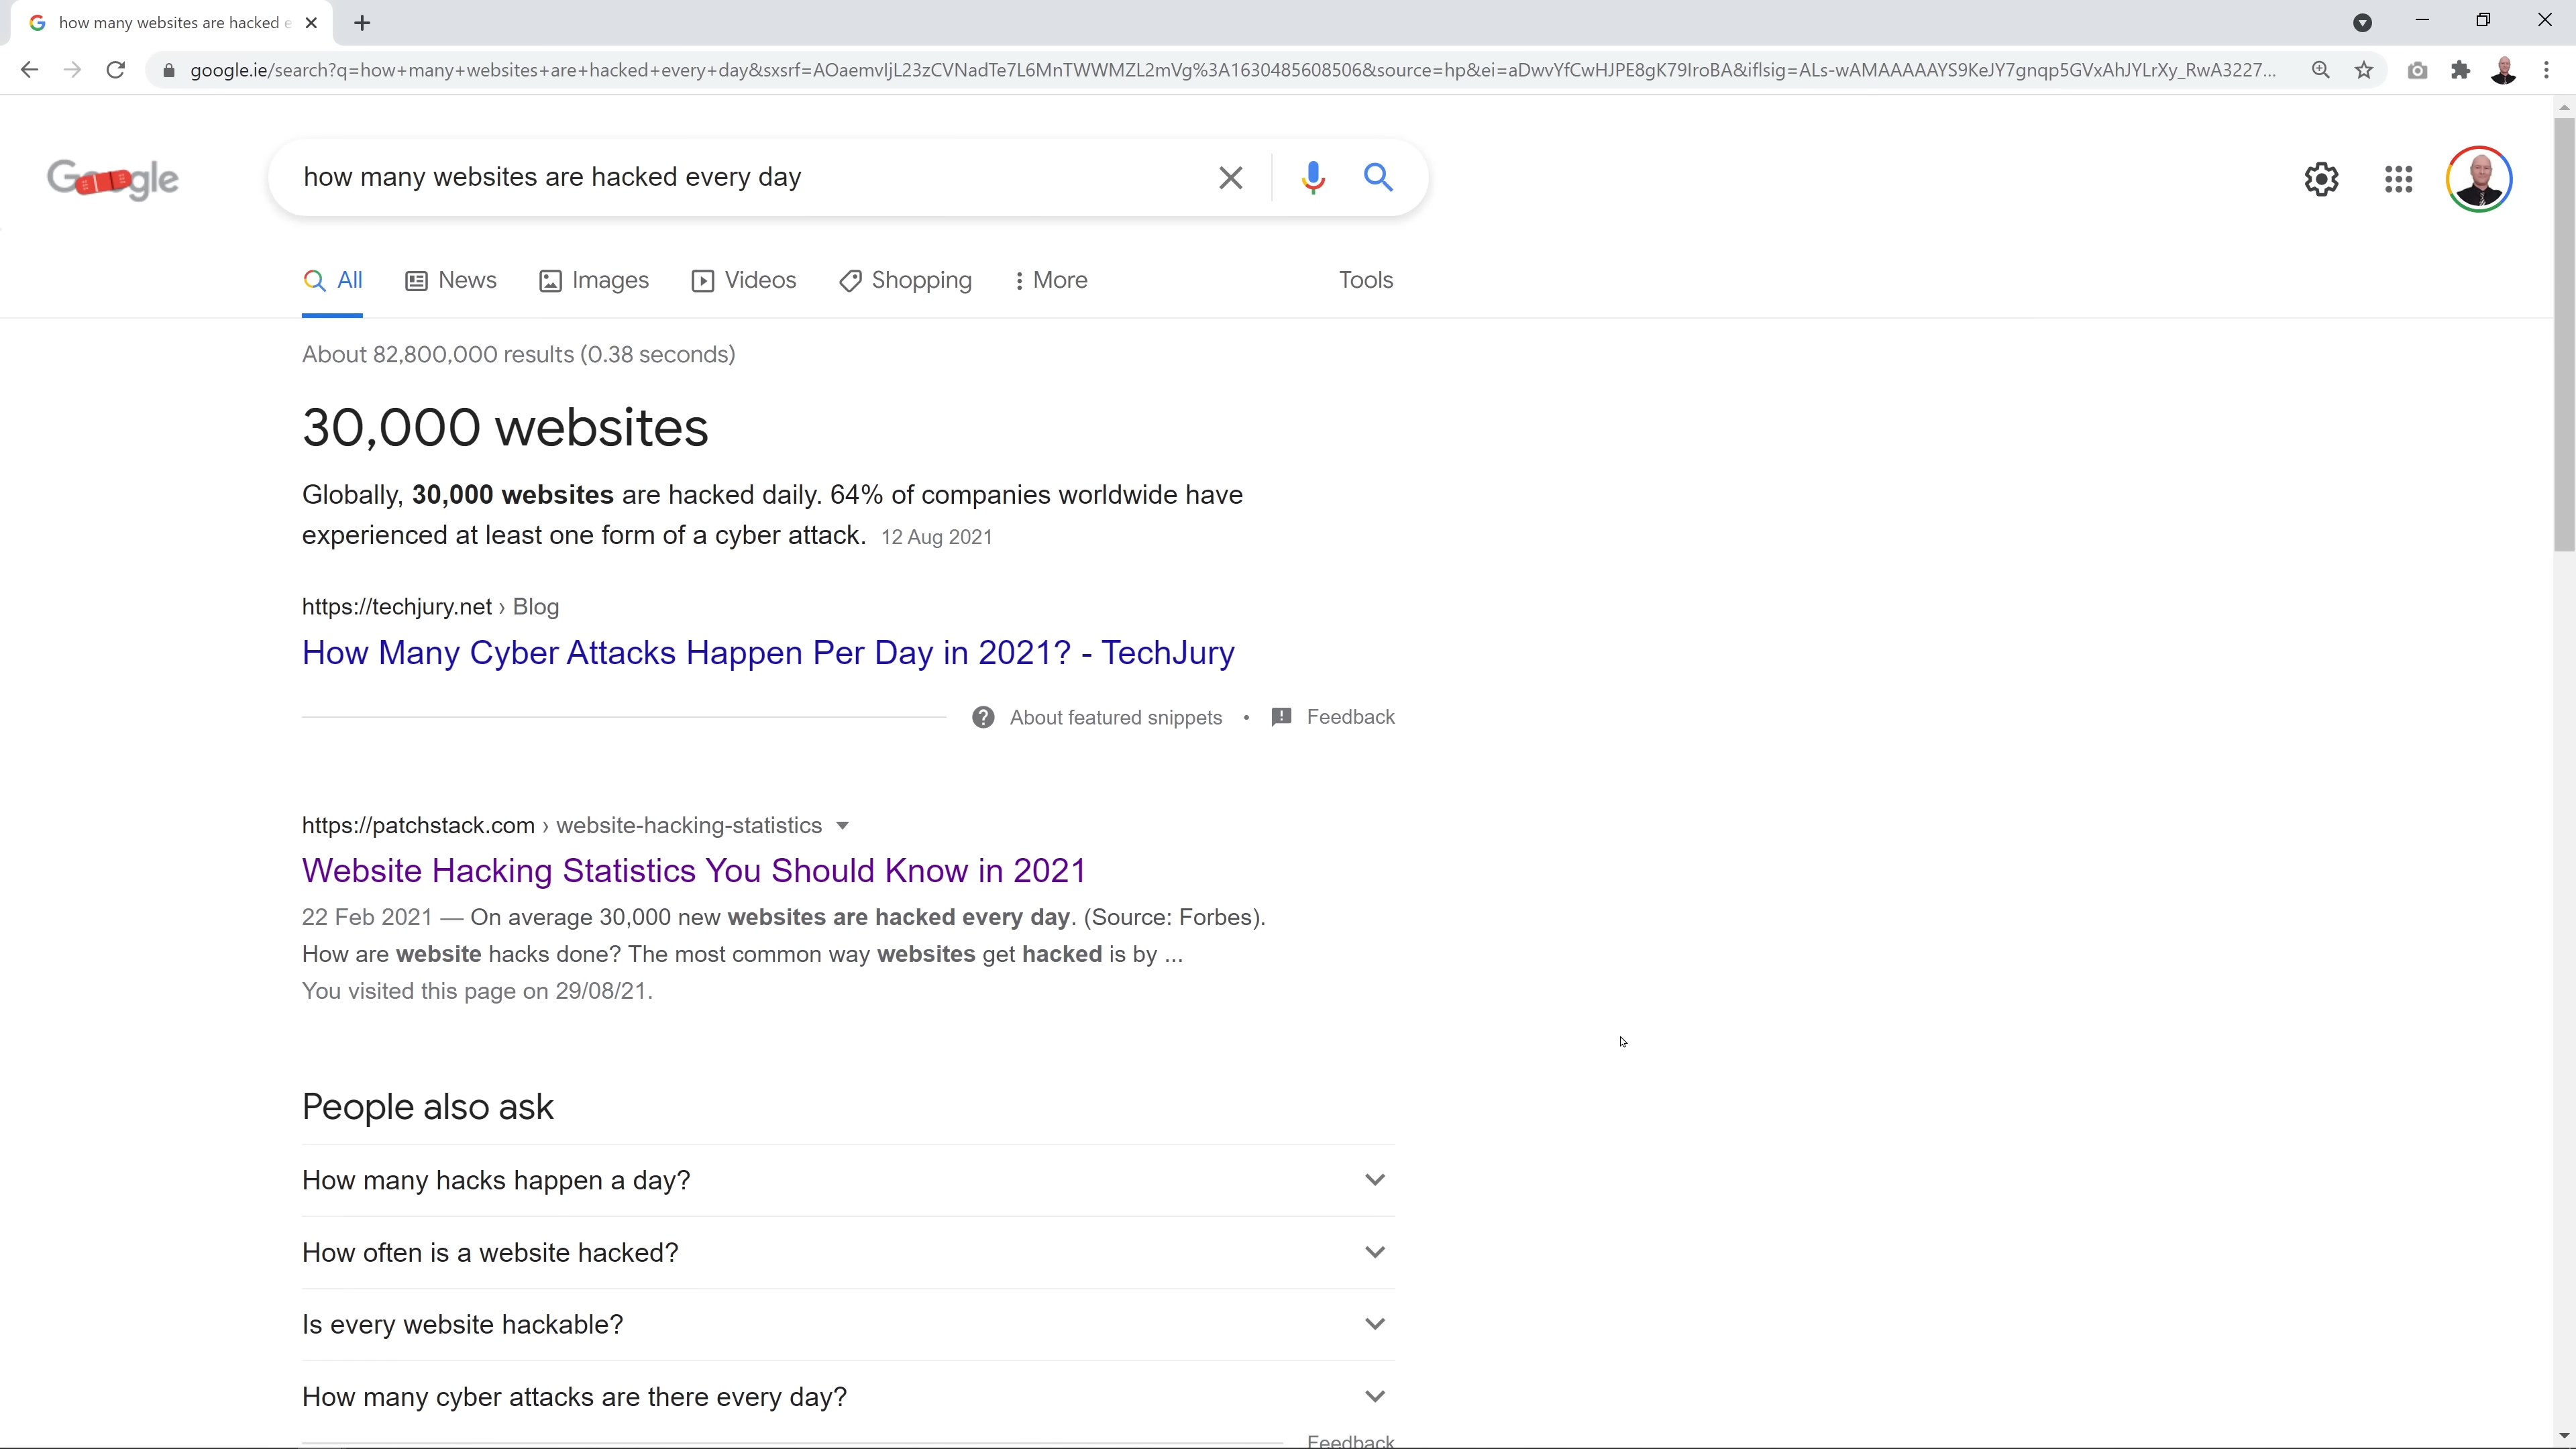 how many websites are hacked e
google.ie/search?q=how+many+websites+are+hacked+every+day&sxsrf=AOaemvIjL23zCVNadTe7L6MnTWWMZL2mVg%3A1630485608506&source=hp&ei=aDwvYfCwHJPE8gK79IroBA&iflsig=ALs-wAMAAAAAYS9KeJY7gnqp5GVxAhJYLrXy_RwA3227...
Google
how many websites are hacked every day
All News Images Videos Shopping More Tools
About 82,800,000 results (0.38 seconds)
30,000 websites
Globally, 30,000 websites are hacked daily. 64% of companies worldwide have
experienced at least one form of a cyber attack. 12 Aug 2021
https://techjury.net › Blog
How Many Cyber Attacks Happen Per Day in 2021? - TechJury
About featured snippets • Feedback
https://patchstack.com › website-hacking-statistics
Website Hacking Statistics You Should Know in 2021
22 Feb 2021 — On average 30,000 new websites are hacked every day. (Source: Forbes).
How are website hacks done? The most common way websites get hacked is by ...
You visited this page on 29/08/21.
People also ask
How many hacks happen a day?
How often is a website hacked?
Is every website hackable?
How many cyber attacks are there every day?
Feedback